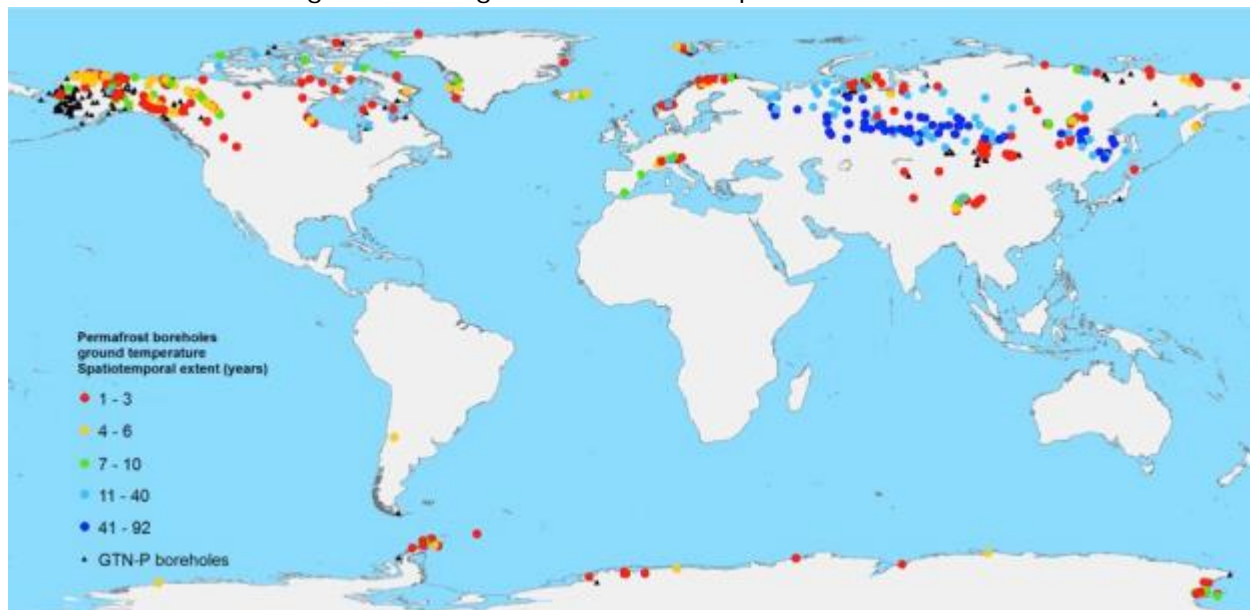 Permafrost boreholes
ground temperature
Spatiotemporal extent (years)
1 - 3
4 - 6
7 - 10
11 - 40
41 - 92
GTN-P boreholes